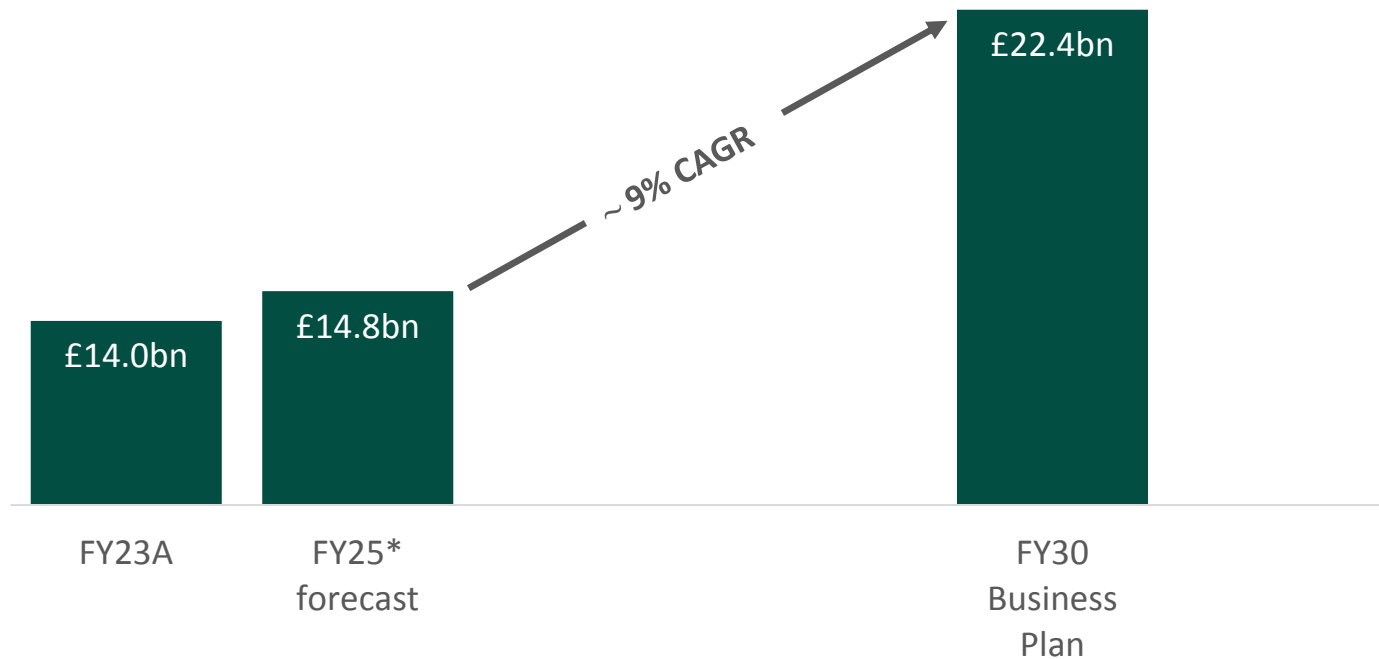 £22.4bn
~ 9% CAGR
£14.8bn
£14.0bn
FY23A
FY25*
forecast
FY30
Business
Plan